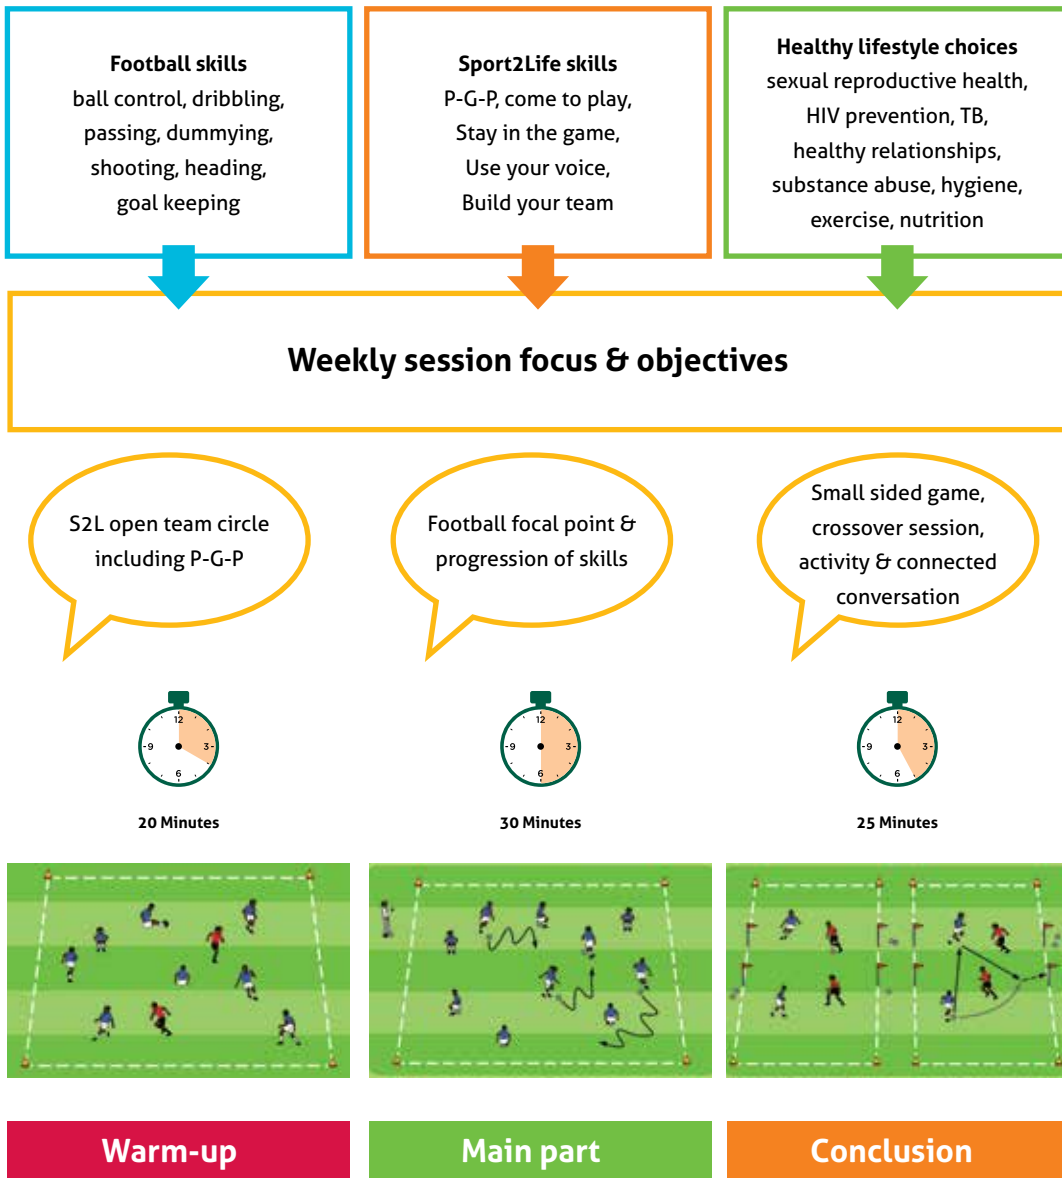 Football skills
ball control, dribbling,
passing, dummying,
shooting, heading,
goal keeping
Sport2Life skills
P-G-P, come to play,
Stay in the game,
Use your voice,
Build your team
Healthy lifestyle choices
sexual reproductive health,
HIV prevention, TB,
healthy relationships,
substance abuse, hygiene,
exercise, nutrition
Weekly session focus & objectives
S2L open team circle
including P-G-P
Football focal point &
progression of skills
Small sided game,
crossover session,
activity & connected
conversation
12
9 3
6
12
9 3
6
12
9 3
6
20 Minutes
30 Minutes
25 Minutes
Warm-up
Main part
Conclusion